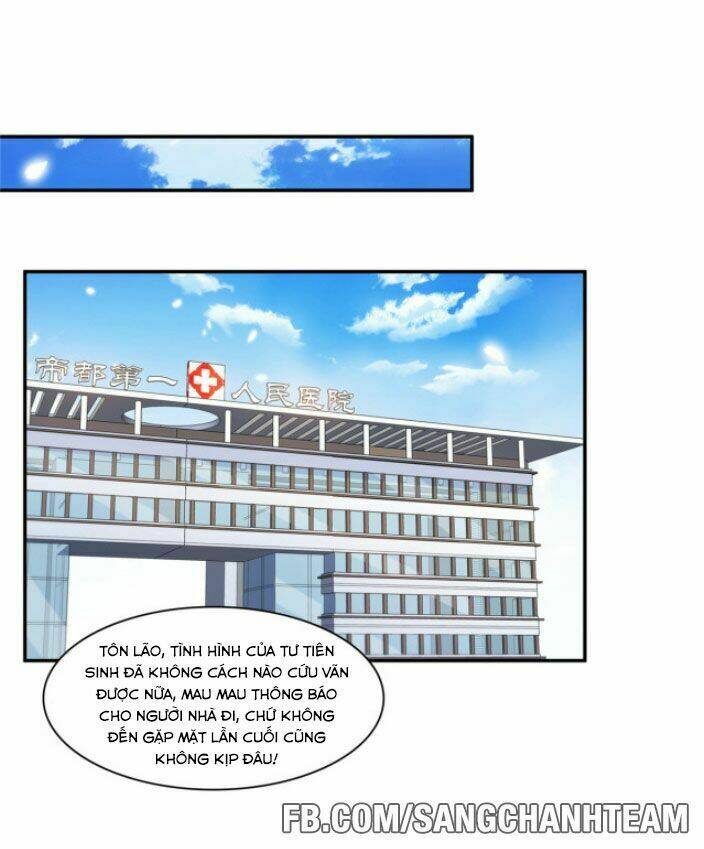 帝都第一人民医院
TÔN LÃO, TÌNH HÌNH CỦA TƯ TIÊN
SINH ĐÃ KHÔNG CÁCH NÀO CỨU VÃN
ĐƯỢC NỮA, MAU MAU THÔNG BÁO
CHO NGƯỜI NHÀ ĐI, CHỨ KHÔNG
ĐẾN GẶP MẶT LẦN CUỐI CŨNG
KHÔNG KỊP ĐÂU!
FB.COM/SANGCHANHTEAM